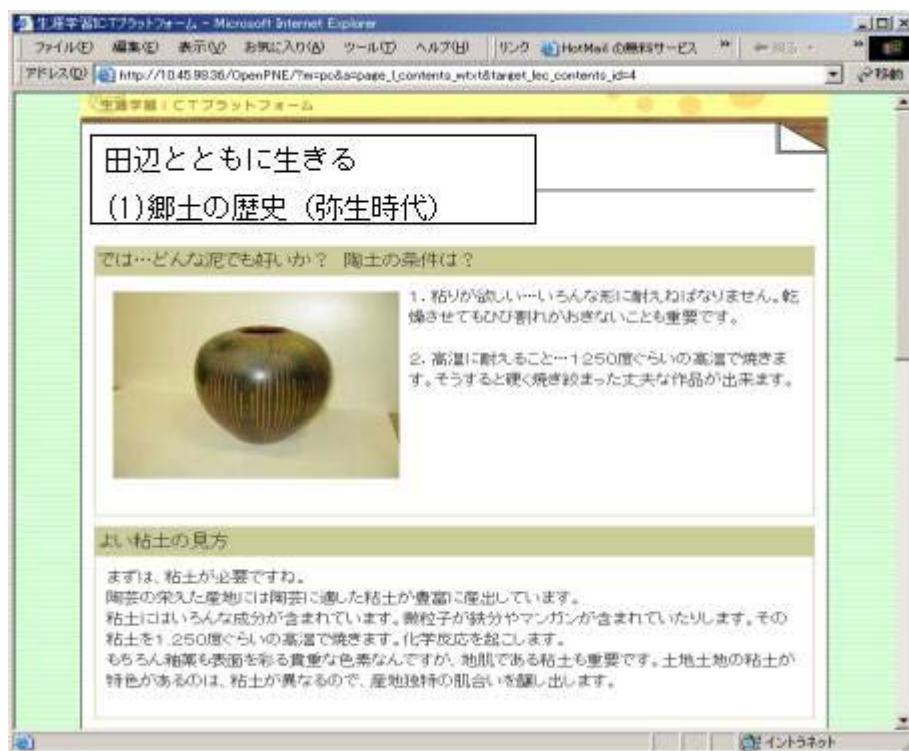 生涯学習ICTプラットフォーム - Microsoft Internet Explorer
ファイル(F) 編集(E) 表示(V) お気に入り(A) ツール(T) ヘルプ(H) リンク HotMail の無料サービス »
アドレス(D) http://10.45.98.36/OpenPNE/?m=pc&a=page_l_contents_wtxt&target_lec_contents_id=4 移動
生涯学習ICTプラットフォーム
田辺とともに生きる
(1)郷土の歴史（弥生時代）
では…どんな泥でも好いか？ 陶土の条件は？
1. 粘りが欲しい…いろんな形に耐えねばなりません。乾
燥させてもひび割れがおきないことも重要です。
2. 高温に耐えること…1250度ぐらいの高温で焼きま
す。そうすると硬く焼き絞まった丈夫な作品が出来ます。
よい粘土の見方
まずは、粘土が必要ですね。
陶芸の栄えた産地には陶芸に適した粘土が豊富に産出しています。
粘土にはいろんな成分が含まれています。微粒子が鉄分やマンガンが含まれていたりします。その
粘土を1.250度ぐらいの高温で焼きます。化学反応を起こします。
もちろん釉薬も表面を彩る貴重な色素なんですが、地肌である粘土も重要です。土地土地の粘土が
特色があるのは、粘土が異なるので、産地独特の肌合いを醸し出します。
イントラネット